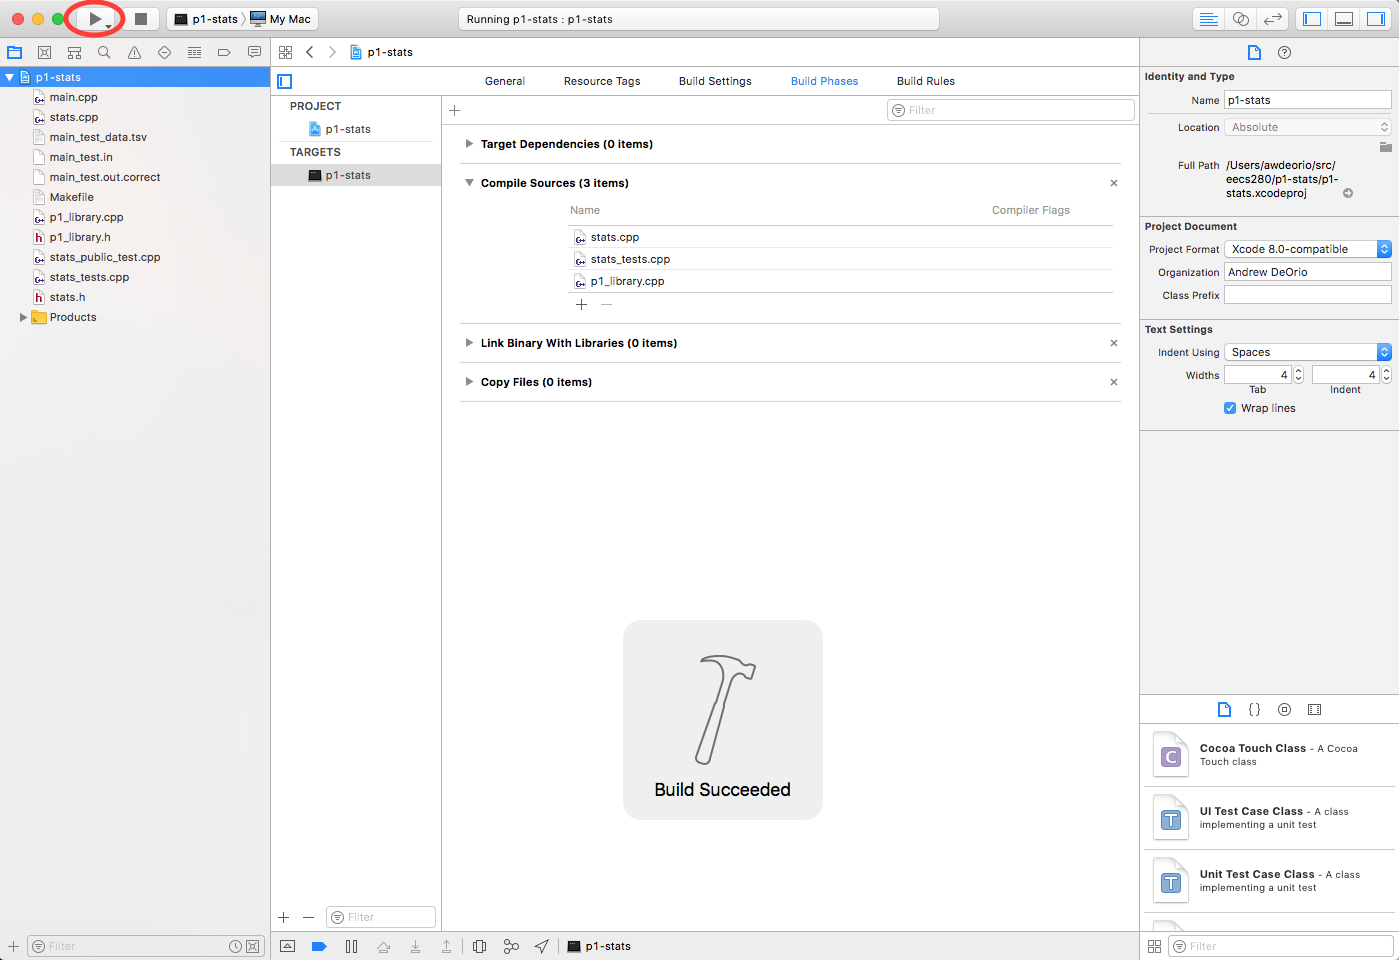 p1-stats My Mac
Running p1-stats : p1-stats
p1-stats
main.cpp
stats.cpp
main_test_data.tsv
main_test.in
main_test.out.correct
Makefile
p1_library.cpp
p1_library.h
stats_public_test.cpp
stats_tests.cpp
stats.h
Products
Filter
p1-stats
General Resource Tags Build Settings Build Phases Build Rules
PROJECT
p1-stats
TARGETS
p1-stats
Filter
Filter
Target Dependencies (0 items)
Compile Sources (3 items)
Name Compiler Flags
stats.cpp
stats_tests.cpp
p1_library.cpp
Link Binary With Libraries (0 items)
Copy Files (0 items)
Build Succeeded
p1-stats
Identity and Type
Name p1-stats
Location Absolute
Full Path /Users/awdeorio/src/
eecs280/p1-stats/p1-
stats.xcodeproj
Project Document
Project Format Xcode 8.0-compatible
Organization Andrew DeOrio
Class Prefix
Text Settings
Indent Using Spaces
Widths 4 4
Tab Indent
Wrap lines
{}
C
Cocoa Touch Class - A Cocoa
Touch class
T
UI Test Case Class - A class
implementing a unit test
T
Unit Test Case Class - A class
implementing a unit test
Filter